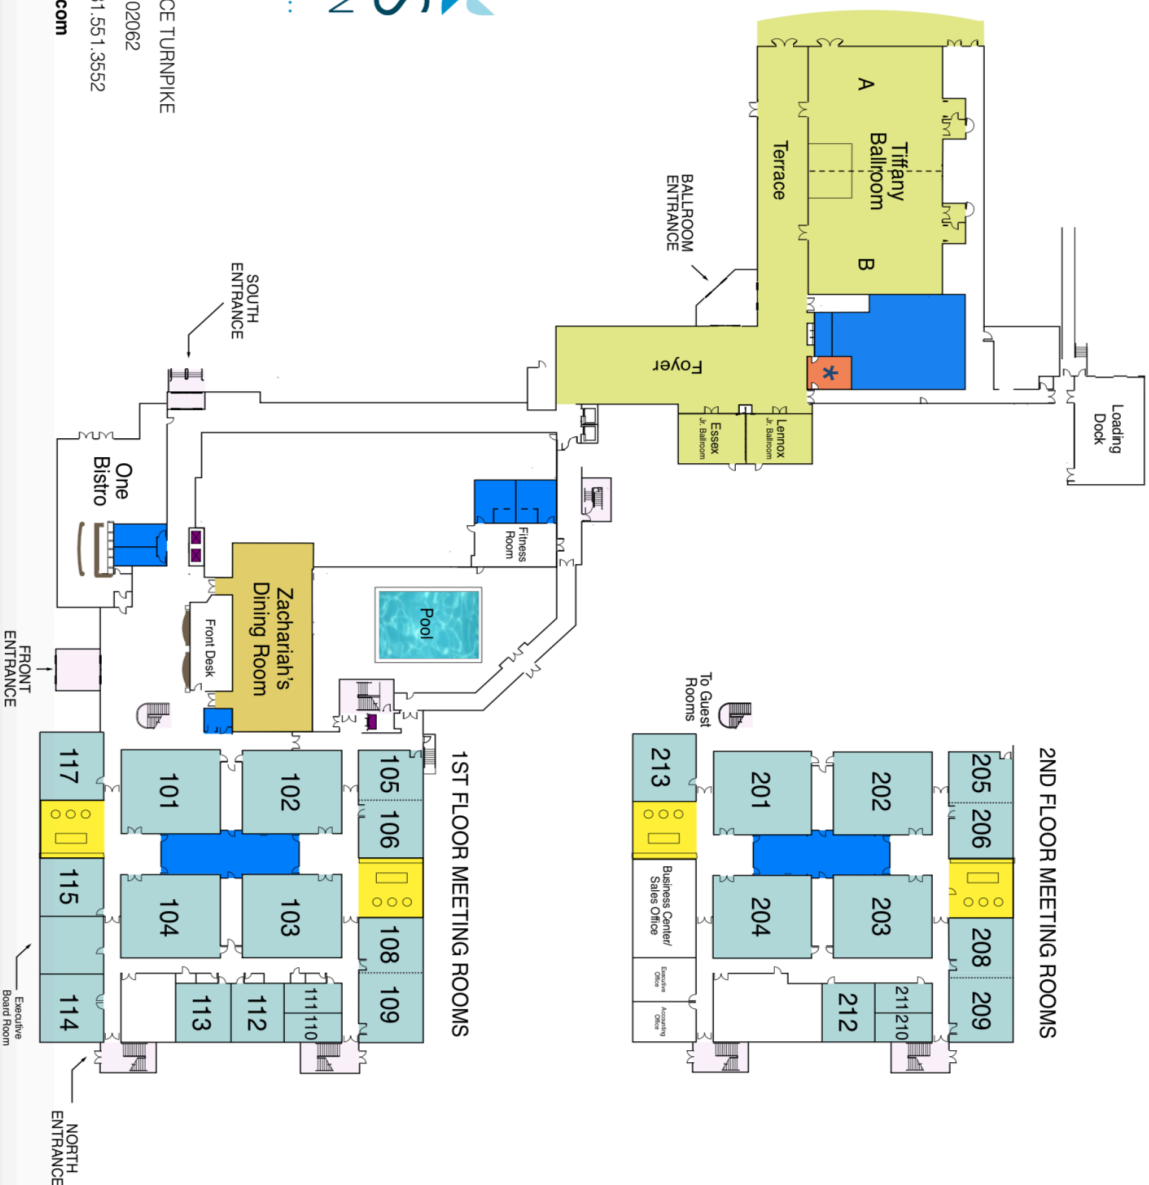 CE TURNPIKE
02062
1.551.3552
com
N
...
A
Tiffany
Ballroom
B
Terrace
BALLROOM
ENTRANCE
Foyer
*
Essex
Jr. Ballroom
Lennox
Jr. Ballroom
Loading
Dock
SOUTH
ENTRANCE
One
Bistro
Fitness
Room
Pool
Zachariah's
Dining Room
Front Desk
FRONT
ENTRANCE
1ST FLOOR MEETING ROOMS
105
106
108
109
102
103
101
104
111
110
112
113
117
115
114
Executive
Board Room
NORTH
ENTRANCE
To Guest
Rooms
2ND FLOOR MEETING ROOMS
205
206
208
209
202
203
201
204
211
210
212
213
Business Center/
Sales Office
Executive
Office
Accounting
Office